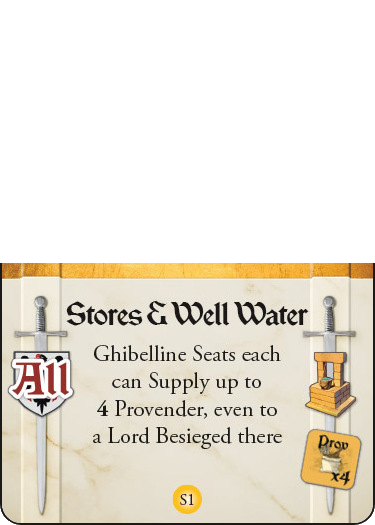 Stores & Well Water
All
Ghibelline Seats each
can Supply up to
4 Provender, even to
a Lord Besieged there
Prov
x4
S1